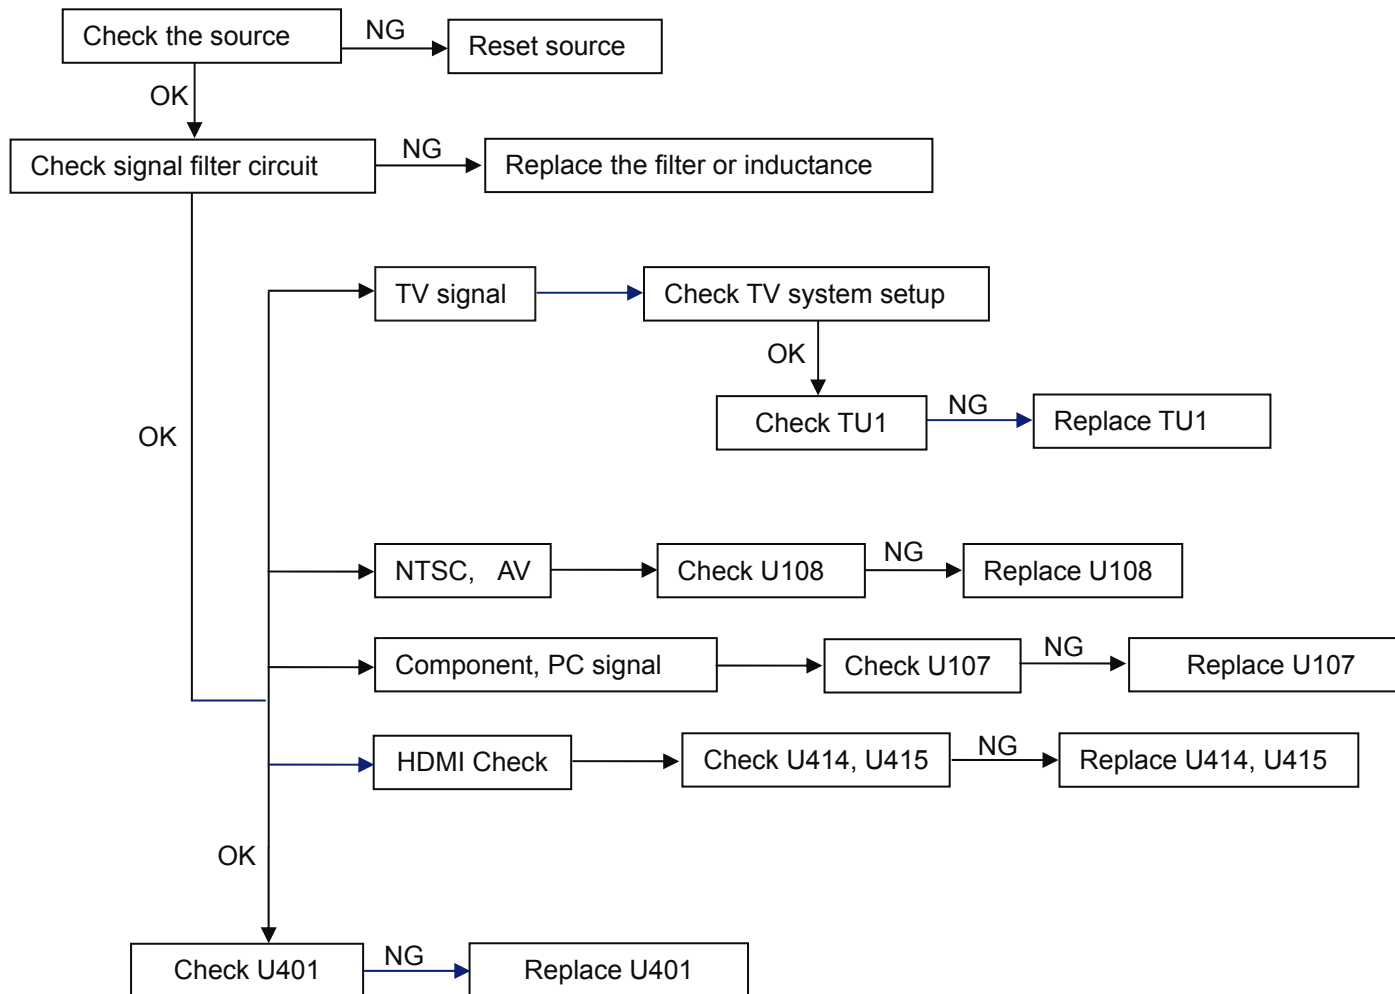 Check the source
NG
Reset source
OK
Check signal filter circuit
NG
Replace the filter or inductance
TV signal
Check TV system setup
OK
Check TU1
NG
Replace TU1
OK
NTSC, AV
Check U108
NG
Replace U108
Component, PC signal
Check U107
NG
Replace U107
HDMI Check
Check U414, U415
NG
Replace U414, U415
OK
Check U401
NG
Replace U401